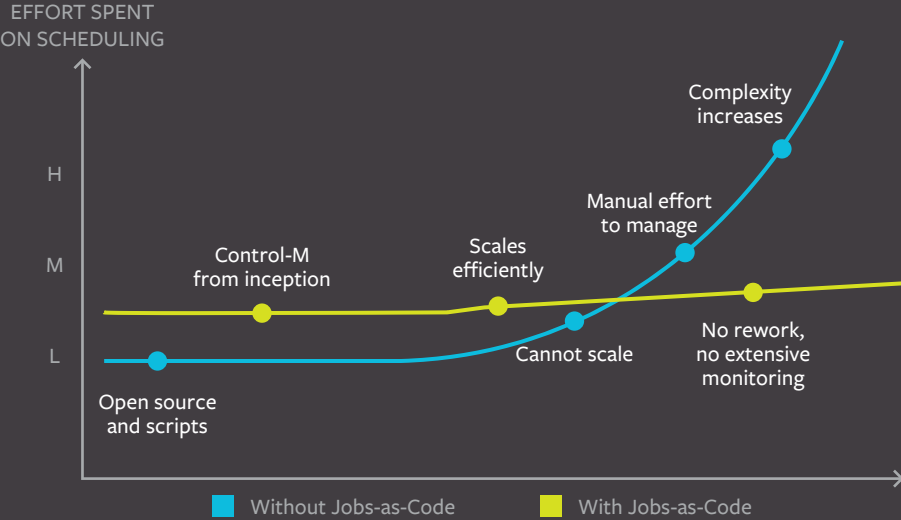 EFFORT SPENT
ON SCHEDULING
Complexity
increases
H
Manual effort
to manage
Control-M
from inception
Scales
efficiently
M
No rework,
no extensive
monitoring
Cannot scale
L
Open source
and scripts
Without Jobs-as-Code
With Jobs-as-Code